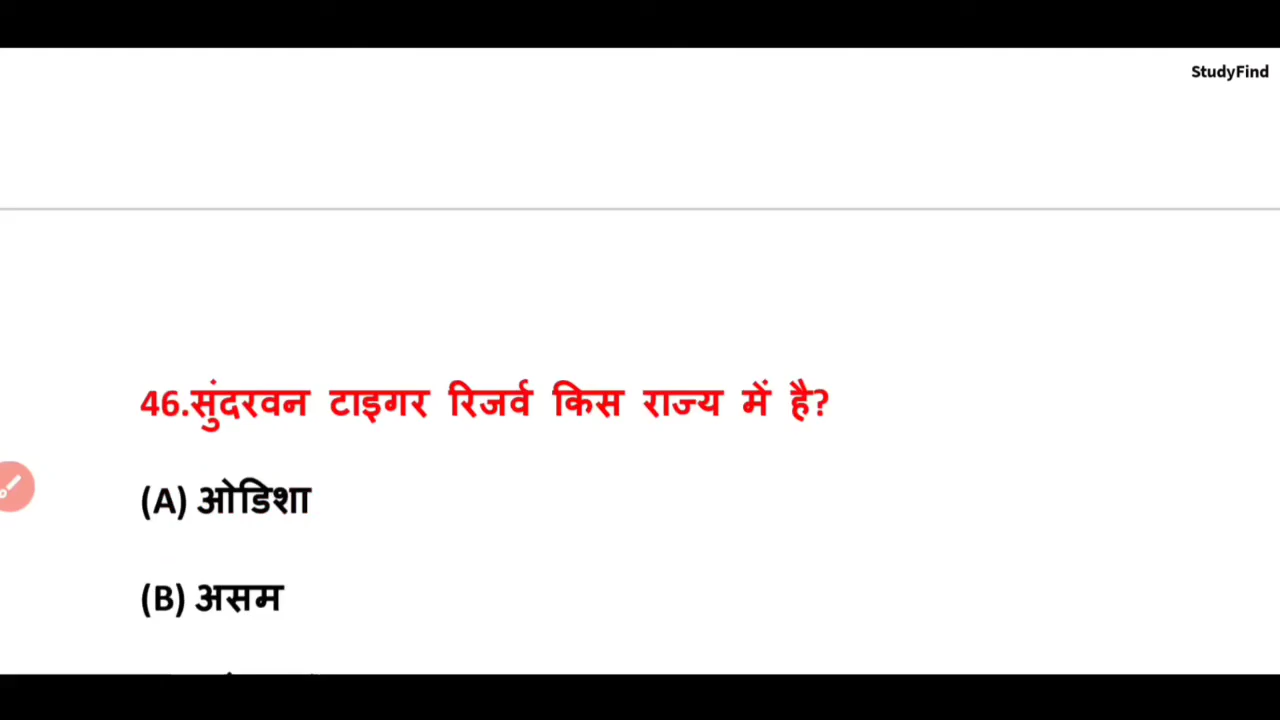 StudyFind
46.सुंदरवन टाइगर रिजर्व किस राज्य में है?
(A) ओडिशा
(B) असम